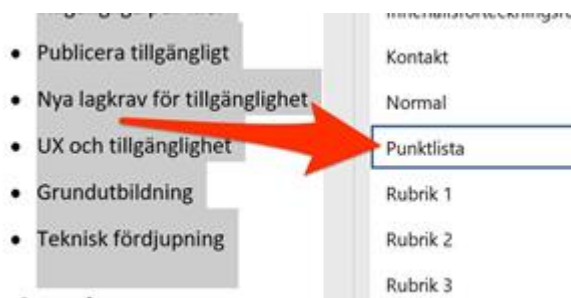 Publicera tillgängligt
Nya lagkrav för tillgänglighet
UX och tillgänglighet
Grundutbildning
Teknisk fördjupning
Kontakt
Normal
Punktlista
Rubrik 1
Rubrik 2
Rubrik 3